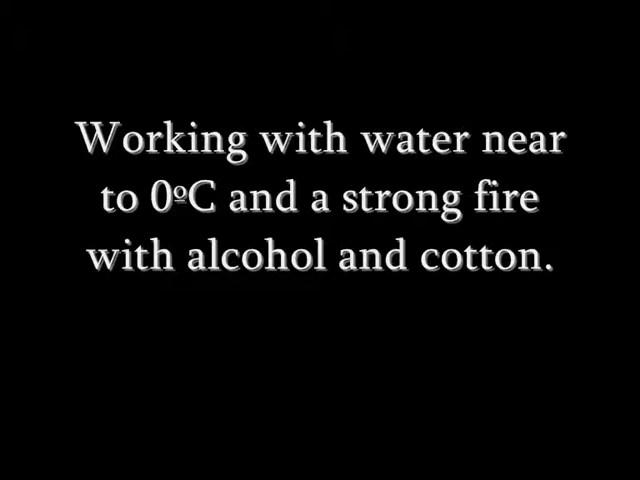 Working with water near
to 0ºC and a strong fire
with alcohol and cotton.